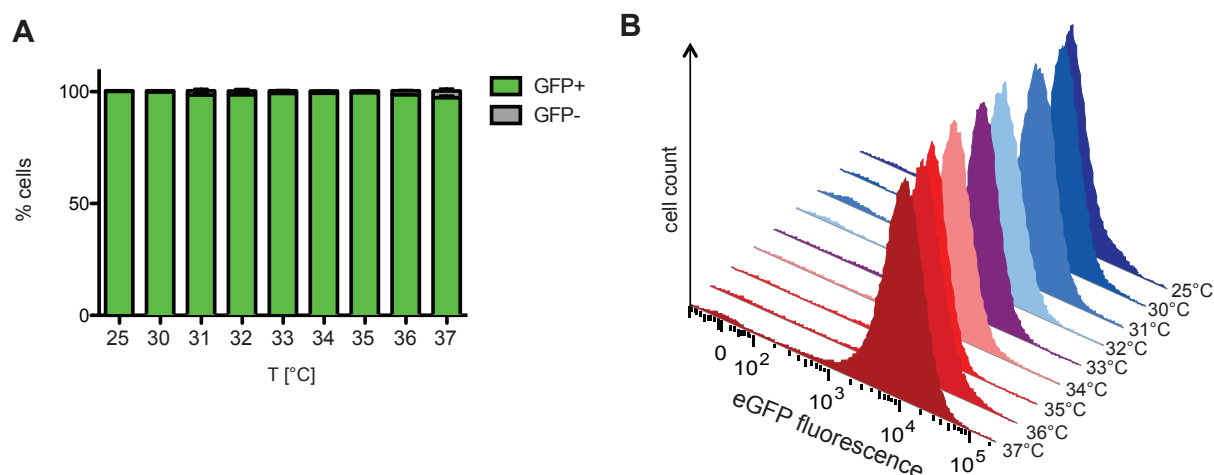 A
100
50
0
% cells
25 30 31 32 33 34 35 36 37
T [°C]
GFP+
GFP-
B
cell count
0 10² 10³ 10⁴ 10⁵
eGFP fluorescence
25°C
30°C
31°C
32°C
33°C
34°C
35°C
36°C
37°C